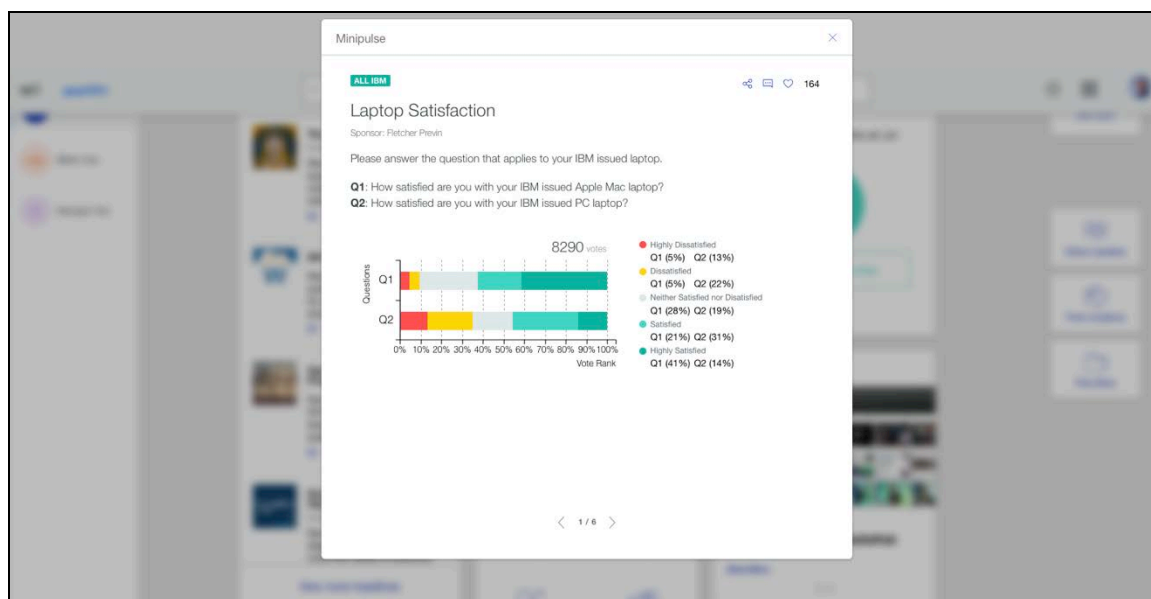 Minipulse
ALL IBM
164
Laptop Satisfaction
Sponsor: Fletcher Previn
Please answer the question that applies to your IBM issued laptop.
Q1: How satisfied are you with your IBM issued Apple Mac laptop?
Q2: How satisfied are you with your IBM issued PC laptop?
8290 votes
Questions
Q1
Q2
0% 10% 20% 30% 40% 50% 60% 70% 80% 90% 100%
Vote Rank
Highly Dissatisfied
Q1 (5%) Q2 (13%)
Dissatisfied
Q1 (5%) Q2 (22%)
Neither Satisfied nor Disatisfied
Q1 (28%) Q2 (19%)
Satisfied
Q1 (21%) Q2 (31%)
Highly Satisfied
Q1 (41%) Q2 (14%)
1 / 6